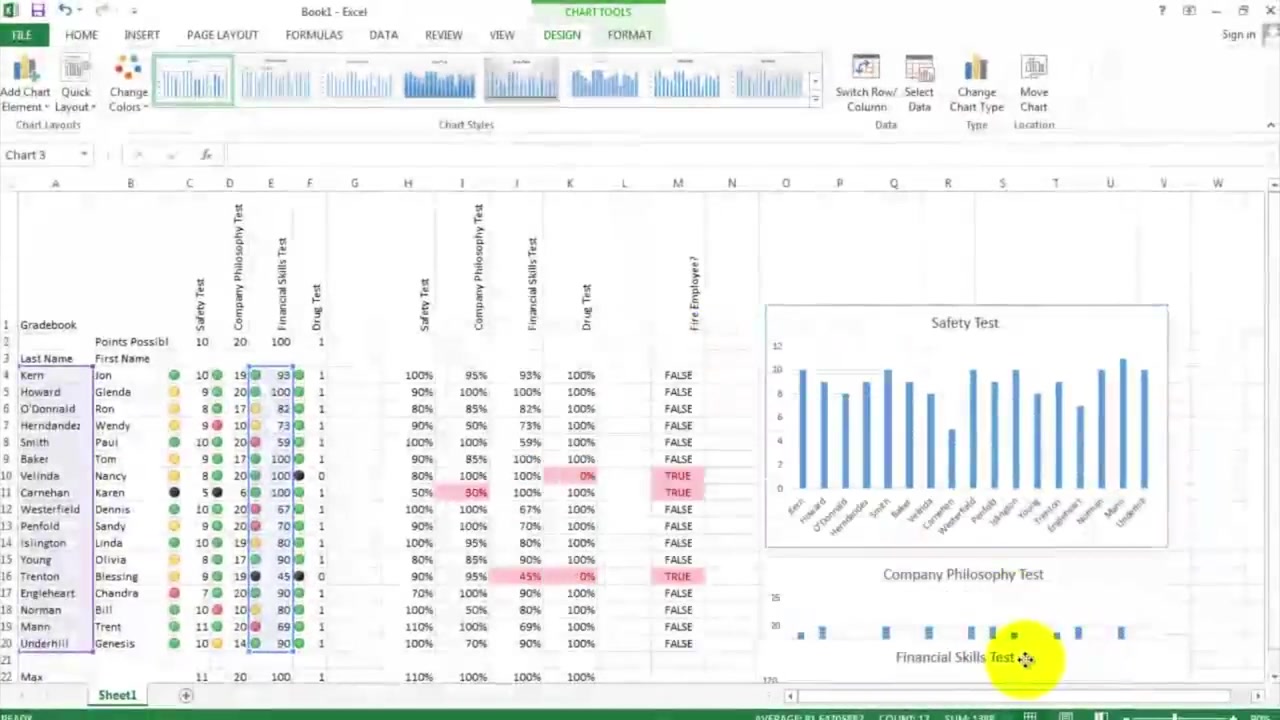 Book1 - Excel
CHART TOOLS
?
FILE HOME INSERT PAGE LAYOUT FORMULAS DATA REVIEW VIEW DESIGN FORMAT Sign in
Add Chart Element Quick Layout Change Colors Switch Row/ Column Select Data Change Chart Type Move Chart
Chart Layouts Chart Styles Data Type Location
Chart 3 fx
A B C D E F G H I J K L M N O P Q R S T U V W
Safety Test Company Philosophy Test Financial Skills Test Drug Test Safety Test Company Philosophy Test Financial Skills Test Drug Test Fire Employee?
1 Gradebook
2 Points Possibl 10 20 100 1
3 Last Name First Name
4 Kern Jon 10 19 93 1 100% 95% 93% 100% FALSE
5 Howard Glenda 9 20 100 1 90% 100% 100% 100% FALSE
6 O'Donnald Ron 8 17 82 1 80% 85% 82% 100% FALSE
7 Herndandez Wendy 9 10 73 1 90% 50% 73% 100% FALSE
8 Smith Paul 10 20 59 1 100% 100% 59% 100% FALSE
9 Baker Tom 9 17 100 1 90% 85% 100% 100% FALSE
10 Velinda Nancy 8 20 100 0 80% 100% 100% 0% TRUE
11 Carnehan Karen 5 6 100 1 50% 30% 100% 100% TRUE
12 Westerfield Dennis 10 20 67 1 100% 100% 67% 100% FALSE
13 Penfold Sandy 9 20 70 1 90% 100% 70% 100% FALSE
14 Islington Linda 10 19 80 1 100% 95% 80% 100% FALSE
15 Young Olivia 8 17 90 1 80% 85% 90% 100% FALSE
16 Trenton Blessing 9 19 45 0 90% 95% 45% 0% TRUE
17 Engleheart Chandra 7 20 90 1 70% 100% 90% 100% FALSE
18 Norman Bill 10 10 80 1 100% 50% 80% 100% FALSE
19 Mann Trent 11 20 69 1 110% 100% 69% 100% FALSE
20 Underhill Genesis 10 14 90 1 100% 70% 90% 100% FALSE
21
22 Max 11 20 100 1 110% 100% 100% 100%
Safety Test
12
10
8
6
4
2
0
Kern Howard O'Donnald Herndandez Smith Baker Velinda Carnehan Westerfield Penfold Islington Young Trenton Engleheart Norman Mann Underhill
Company Philosophy Test
25
20
Financial Skills Test
120
Sheet1
READY COUNT: 17 SUM: 1388 80%